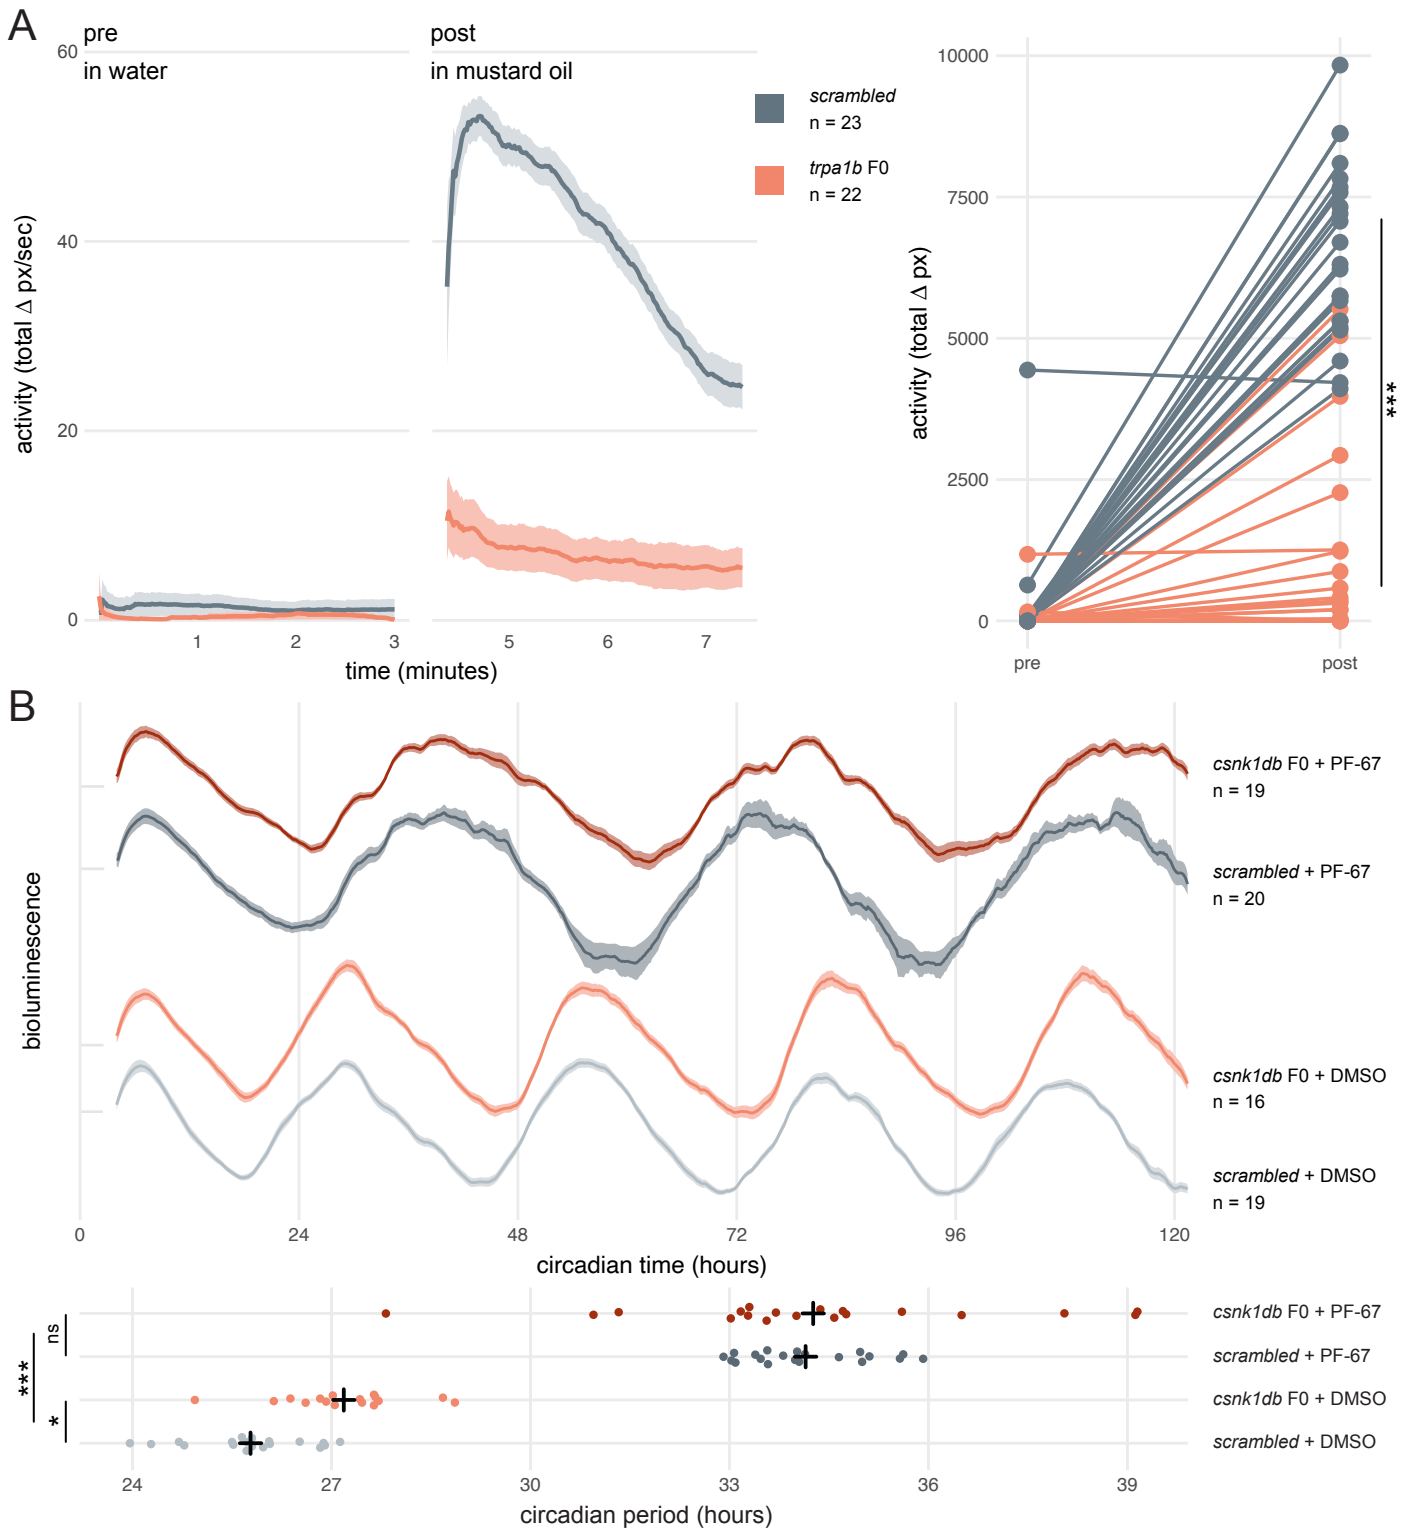 A
pre
post
60
in water
in mustard oil
scrambled
n = 23
trpa1b F0
n = 22
40
20
0
activity (total Δ px/sec)
1
2
3
5
6
7
time (minutes)
10000
7500
5000
2500
0
activity (total Δ px)
pre
post
***
B
bioluminescence
csnk1db F0 + PF-67
n = 19
scrambled + PF-67
n = 20
csnk1db F0 + DMSO
n = 16
scrambled + DMSO
n = 19
0
24
48
72
96
120
circadian time (hours)
ns
***
*
csnk1db F0 + PF-67
scrambled + PF-67
csnk1db F0 + DMSO
scrambled + DMSO
24
27
30
33
36
39
circadian period (hours)